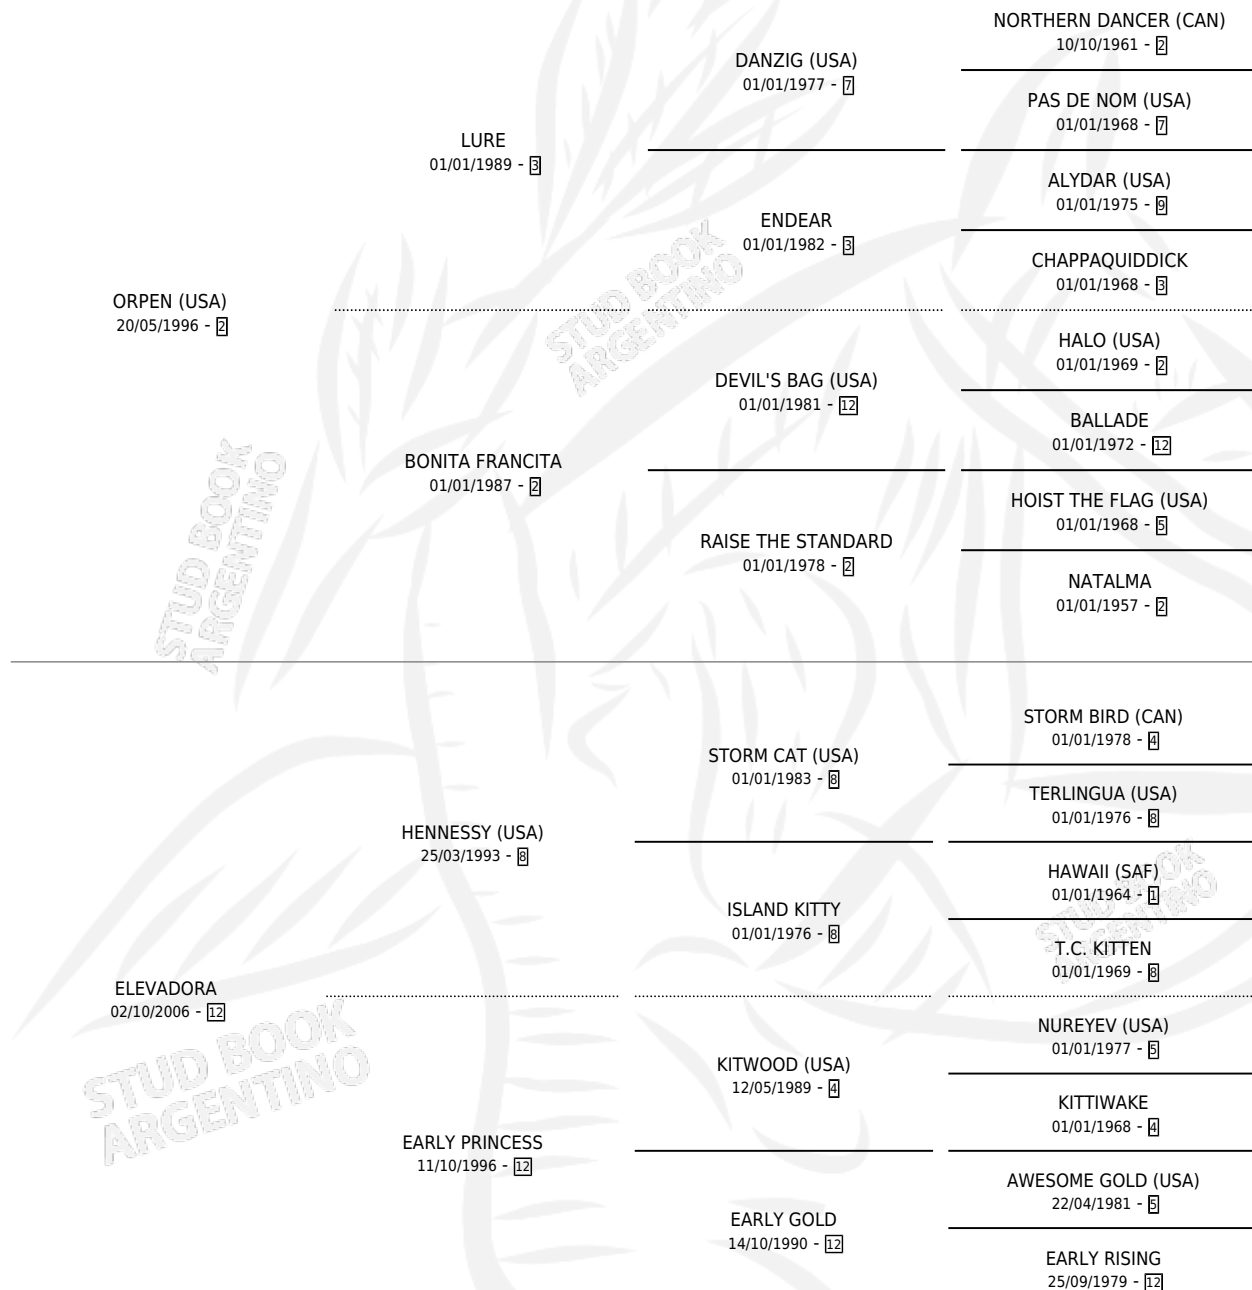 NORTHERN DANCER (CAN)
10/10/1961 - 2
DANZIG (USA)
01/01/1977 - 7
PAS DE NOM (USA)
01/01/1968 - 7
LURE
01/01/1989 - 3
ALYDAR (USA)
01/01/1975 - 9
ENDEAR
01/01/1982 - 3
CHAPPAQUIDDICK
01/01/1968 - 3
ORPEN (USA)
20/05/1996 - 2
HALO (USA)
01/01/1969 - 2
DEVIL'S BAG (USA)
01/01/1981 - 12
BALLADE
01/01/1972 - 12
BONITA FRANCITA
01/01/1987 - 2
HOIST THE FLAG (USA)
01/01/1968 - 5
RAISE THE STANDARD
01/01/1978 - 2
NATALMA
01/01/1957 - 2
STORM BIRD (CAN)
01/01/1978 - 4
STORM CAT (USA)
01/01/1983 - 8
TERLINGUA (USA)
01/01/1976 - 8
HENNESSY (USA)
25/03/1993 - 8
HAWAII (SAF)
01/01/1964 - 1
ISLAND KITTY
01/01/1976 - 8
T.C. KITTEN
01/01/1969 - 8
ELEVADORA
02/10/2006 - 12
NUREYEV (USA)
01/01/1977 - 5
KITWOOD (USA)
12/05/1989 - 4
KITTIWAKE
01/01/1968 - 4
EARLY PRINCESS
11/10/1996 - 12
AWESOME GOLD (USA)
22/04/1981 - 5
EARLY GOLD
14/10/1990 - 12
EARLY RISING
25/09/1979 - 12
STUD BOOK
ARGENTINO
STUD BOOK
ARGENTINO
STUD BOOK
ARGENTINO
STUD BOOK
ARGENTINO